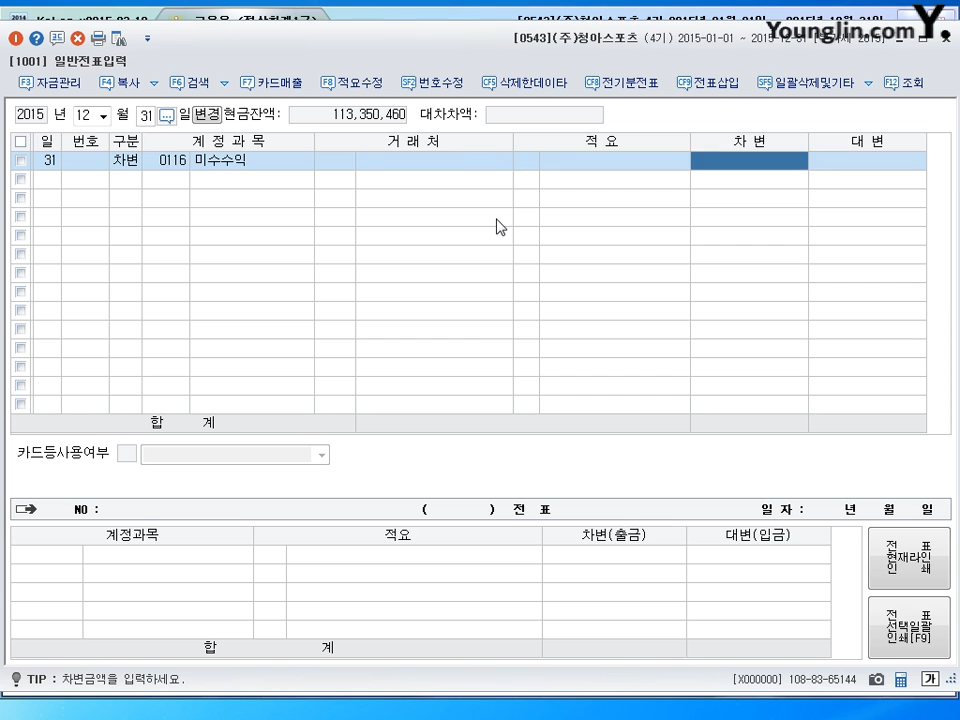 Younglin.com Y.
[0543](주)청마스포츠 (4기) 2015-01-01 ~ 2015-12-31
[1001] 일반전표입력
F3 자금관리 F4 복사 F6 검색 F7 카드매출 F8 적요수정 SF2 번호수정 CF5 삭제한데이타 CF8 전기분전표 CF9 전표삽입 SF5 일괄삭제및기타 F12 조회
2015 년 12 월 31 일 변경 현금잔액: 113,350,460 대차차액:
일 번호 구분 계 정 과 목 거 래 처 적 요 차 변 대 변
31 차변 0116 미수수익
합 계
카드등사용여부
NO : ( ) 전 표 일 자 : 년 월 일
계정과목 적요 차변(출금) 대변(입금)
전 표
현재라인
인 쇄
전 표
선택일괄
인쇄[F9]
합 계
TIP : 차변금액을 입력하세요. [X000000] 108-83-65144 가